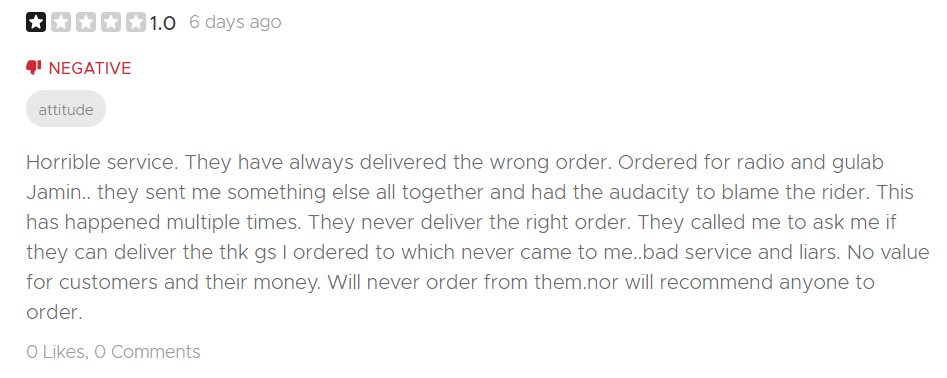 1.0 6 days ago
NEGATIVE
attitude
Horrible service. They have always delivered the wrong order. Ordered for radio and gulab
Jamin.. they sent me something else all together and had the audacity to blame the rider. This
has happened multiple times. They never deliver the right order. They called me to ask me if
they can deliver the thk gs I ordered to which never came to me..bad service and liars. No value
for customers and their money. Will never order from them.nor will recommend anyone to
order.
0 Likes, 0 Comments